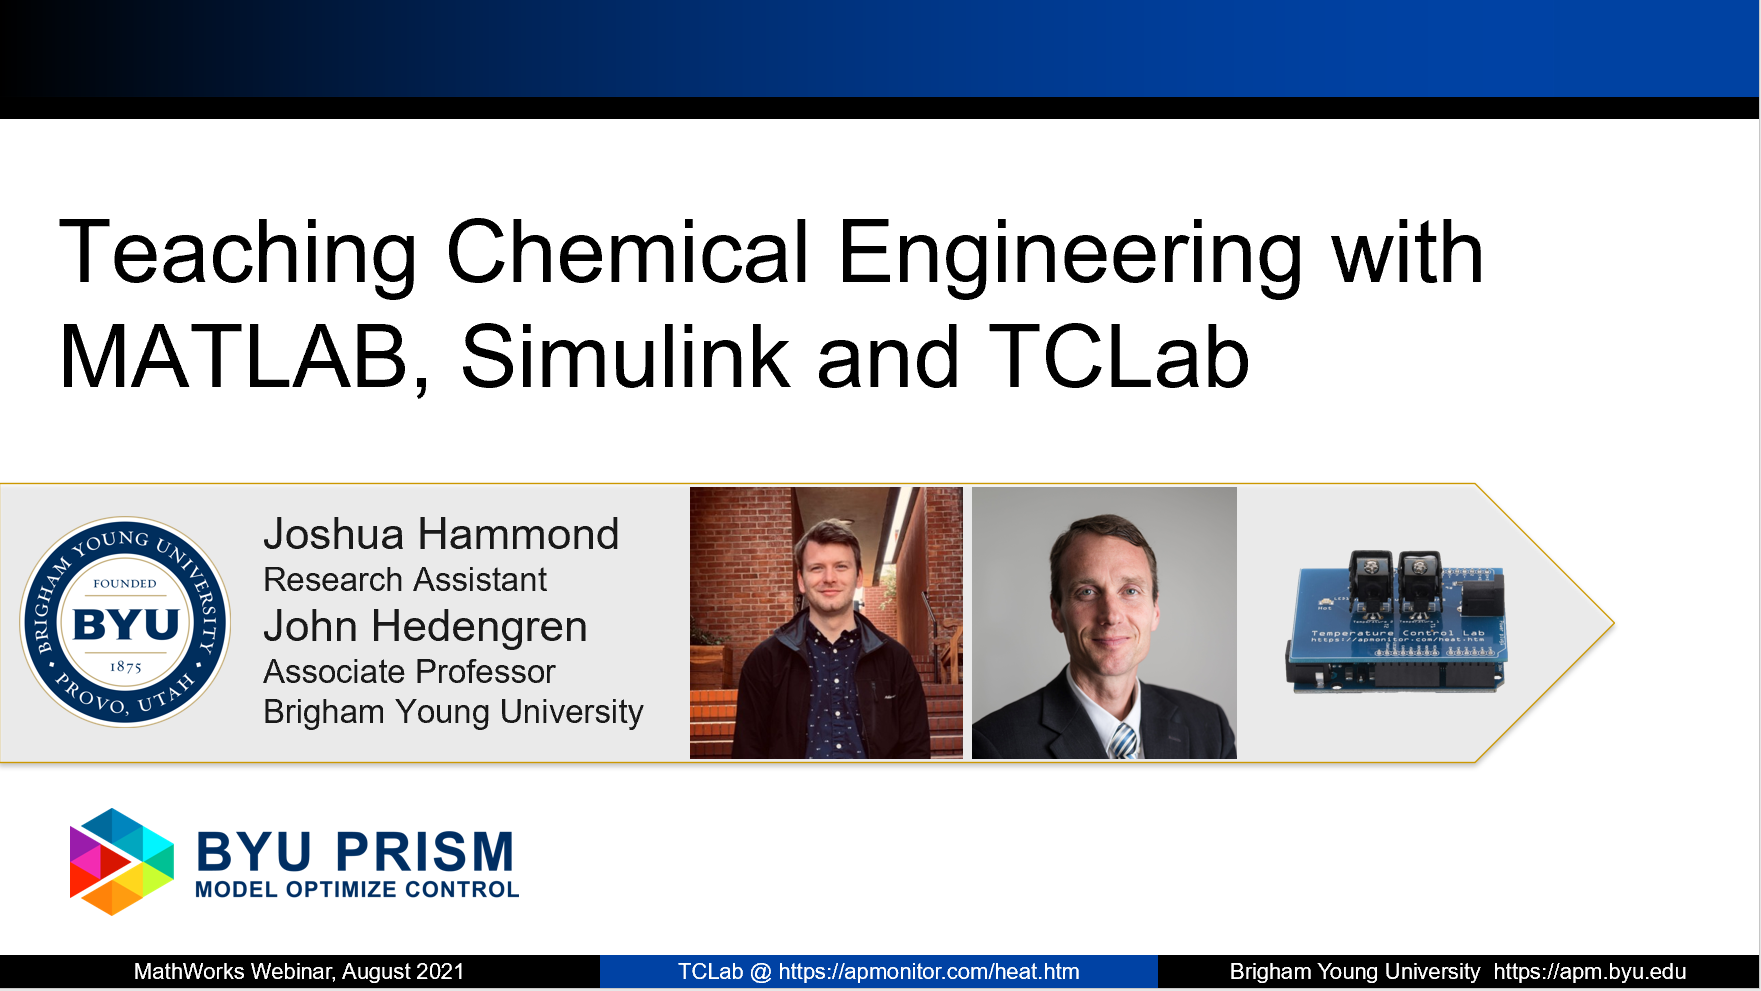 Teaching Chemical Engineering with
MATLAB, Simulink and TCLab
BRIGHAM YOUNG UNIVERSITY
FOUNDED
BYU
1875
PROVO, UTAH
Joshua Hammond
Research Assistant
John Hedengren
Associate Professor
Brigham Young University
Hot
Temperature Control Lab
https://apmonitor.com/heat.htm
BYU PRISM
MODEL OPTIMIZE CONTROL
MathWorks Webinar, August 2021
TCLab @ https://apmonitor.com/heat.htm
Brigham Young University https://apm.byu.edu